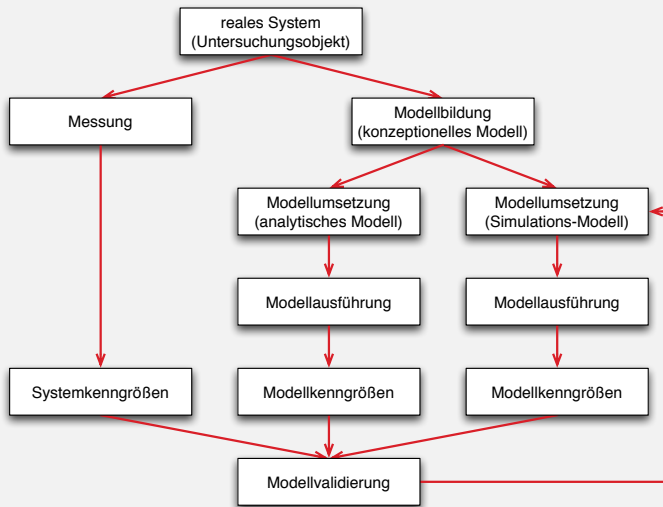 reales System
(Untersuchungsobjekt)
Messung
Modellbildung
(konzeptionelles Modell)
Modellumsetzung
(analytisches Modell)
Modellumsetzung
(Simulations-Modell)
Modellausführung
Modellausführung
Systemkenngrößen
Modellkenngrößen
Modellkenngrößen
Modellvalidierung